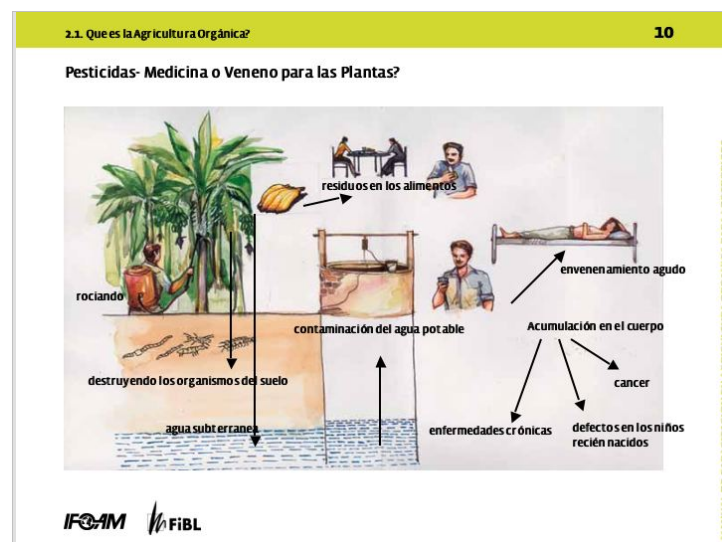 2.1. Que es la Agricultura Orgánica?
10
Pesticidas- Medicina o Veneno para las Plantas?
residuos en los alimentos
envenenamiento agudo
rociando
contaminación del agua potable
Acumulación en el cuerpo
destruyendo los organismos del suelo
cancer
agua subterranea
enfermedades crónicas
defectos en los niños
recién nacidos
IFOAM
FiBL